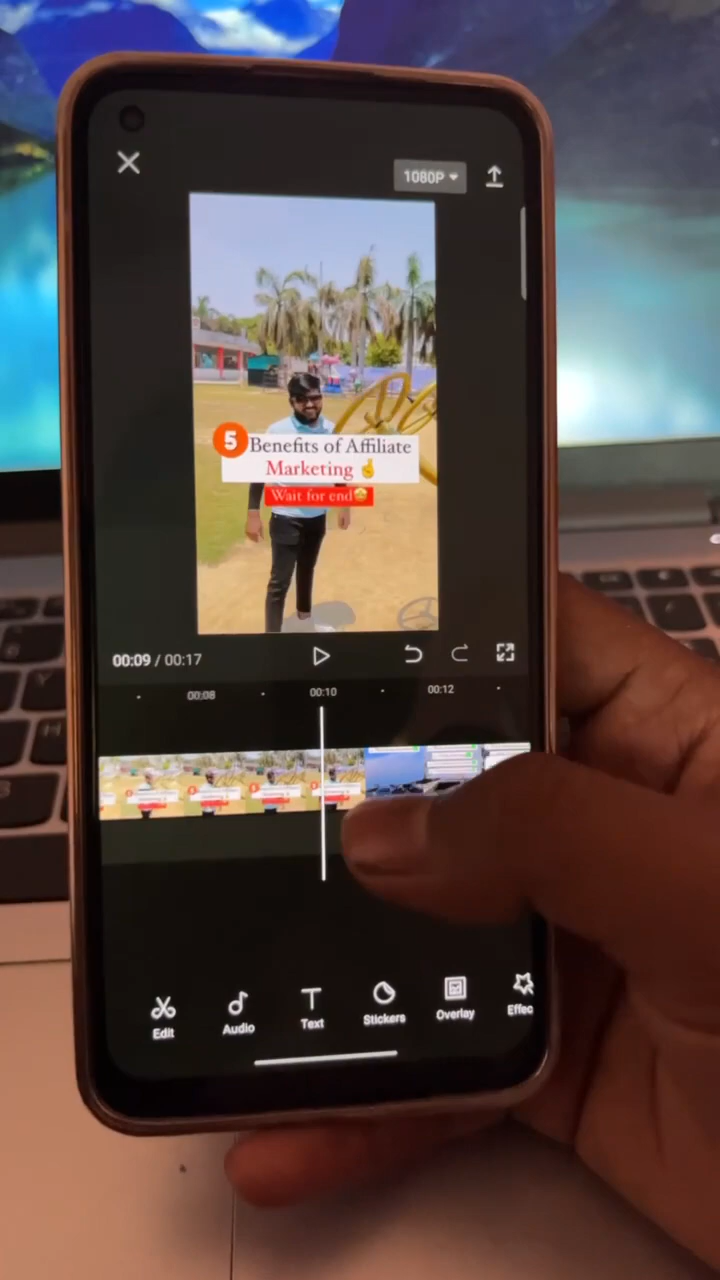 1080P
5 Benefits of Affiliate
Marketing
Wait for end
00:09 / 00:17
00:08
00:10
00:12
Edit
Audio
Text
Stickers
Overlay
Effec